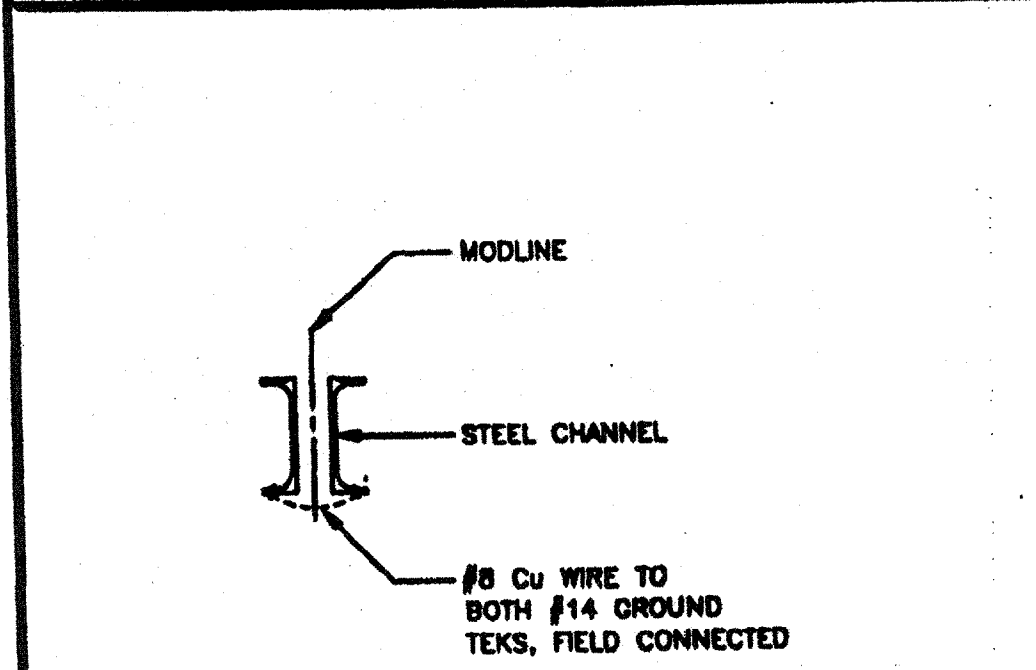 MODLINE
STEEL CHANNEL
#8 Cu WIRE TO
BOTH #14 GROUND
TEKS, FIELD CONNECTED